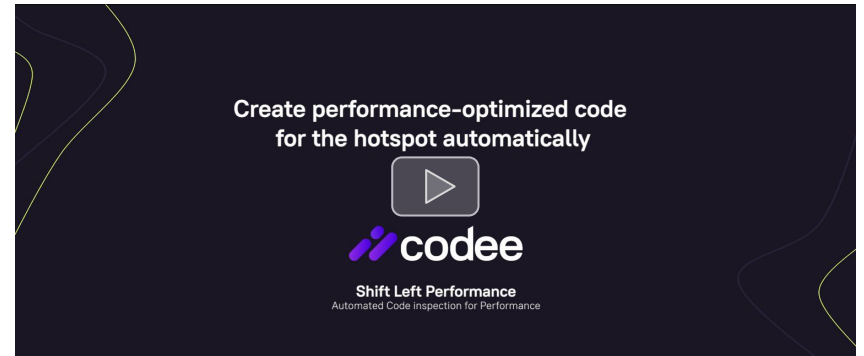 Create performance-optimized code
for the hotspot automatically
codee
Shift Left Performance
Automated Code inspection for Performance